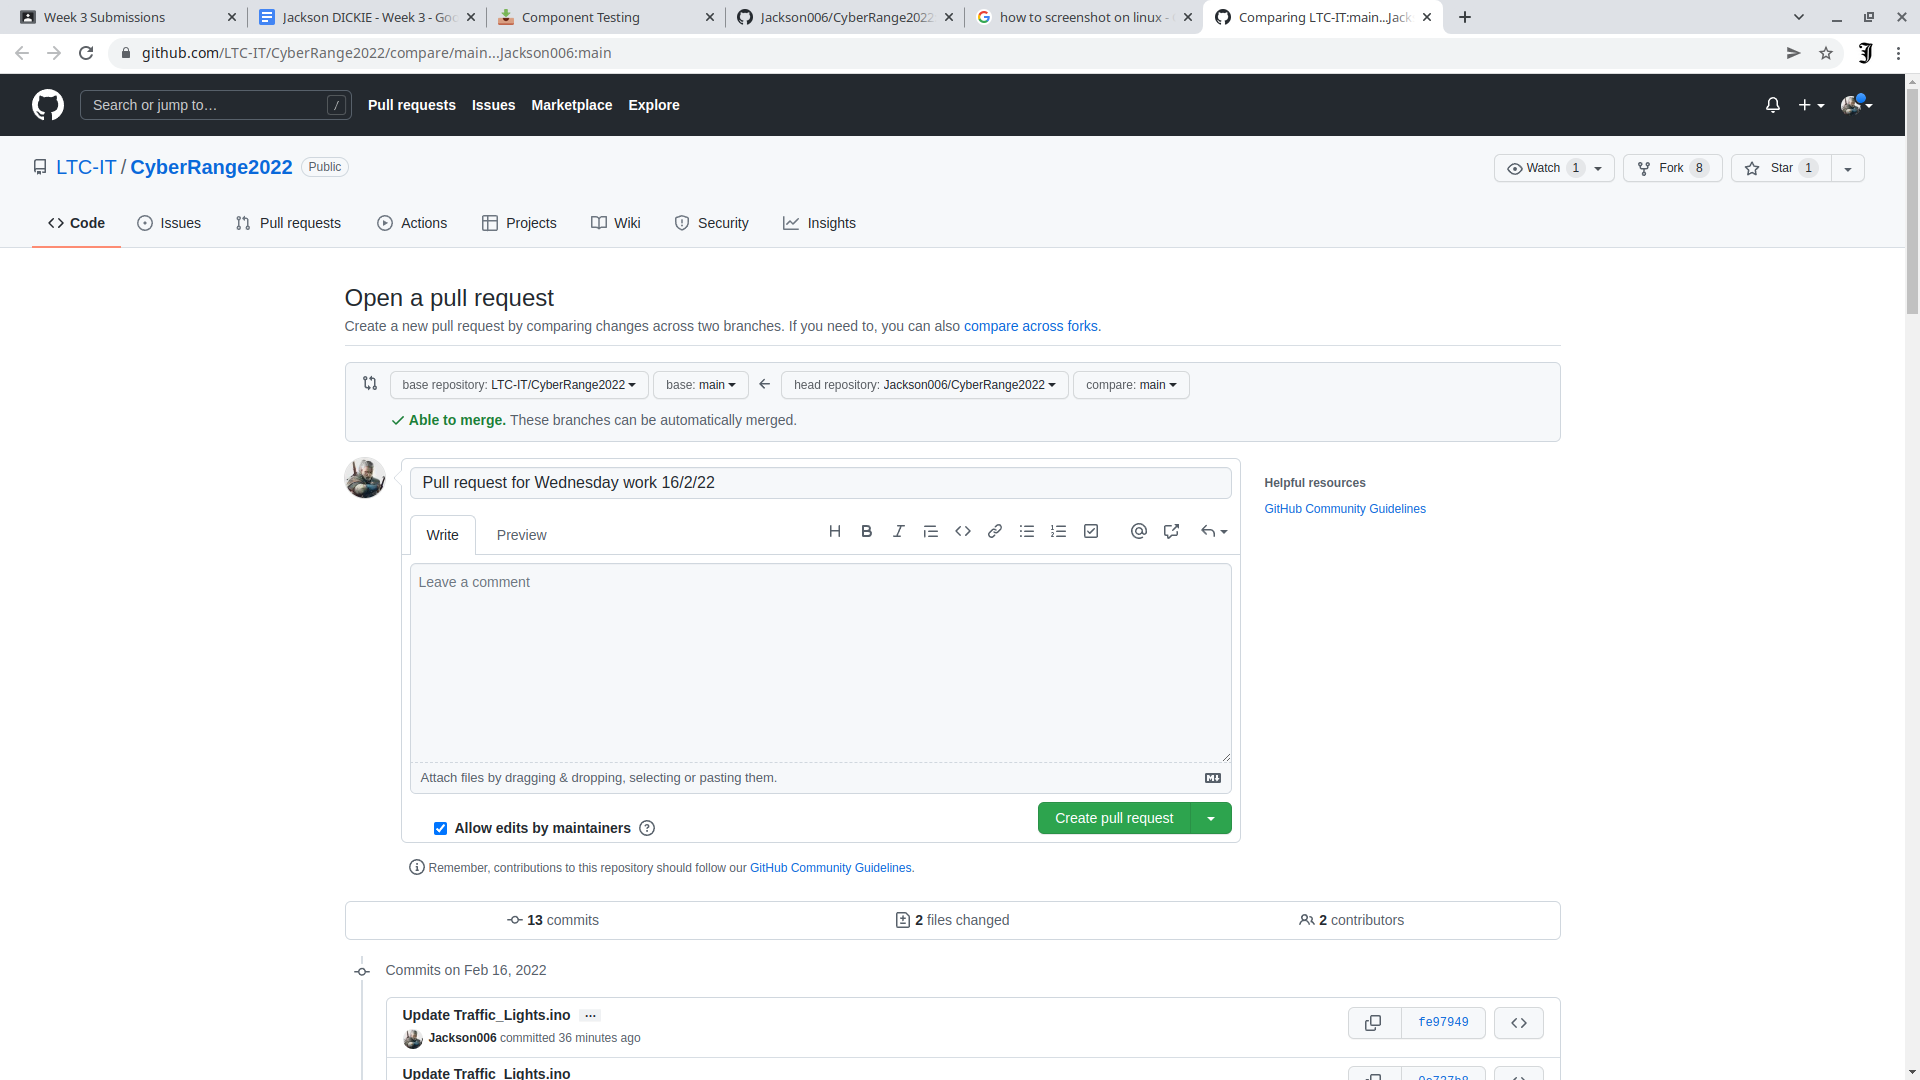 Week 3 Submissions
Jackson DICKIE - Week 3 - Goo
Component Testing
Jackson006/CyberRange2022
how to screenshot on linux -
Comparing LTC-IT:main...Jack
github.com/LTC-IT/CyberRange2022/compare/main...Jackson006:main
Search or jump to…
/
Pull requests
Issues
Marketplace
Explore
LTC-IT / CyberRange2022
Public
Watch 1
Fork 8
Star 1
Code
Issues
Pull requests
Actions
Projects
Wiki
Security
Insights
Open a pull request
Create a new pull request by comparing changes across two branches. If you need to, you can also compare across forks.
base repository: LTC-IT/CyberRange2022
base: main
head repository: Jackson006/CyberRange2022
compare: main
Able to merge. These branches can be automatically merged.
Pull request for Wednesday work 16/2/22
Helpful resources
GitHub Community Guidelines
Write
Preview
Leave a comment
Attach files by dragging & dropping, selecting or pasting them.
Allow edits by maintainers
Create pull request
Remember, contributions to this repository should follow our GitHub Community Guidelines.
13 commits
2 files changed
2 contributors
Commits on Feb 16, 2022
Update Traffic_Lights.ino
…
fe97949
Jackson006 committed 36 minutes ago
Update Traffic_Lights.ino